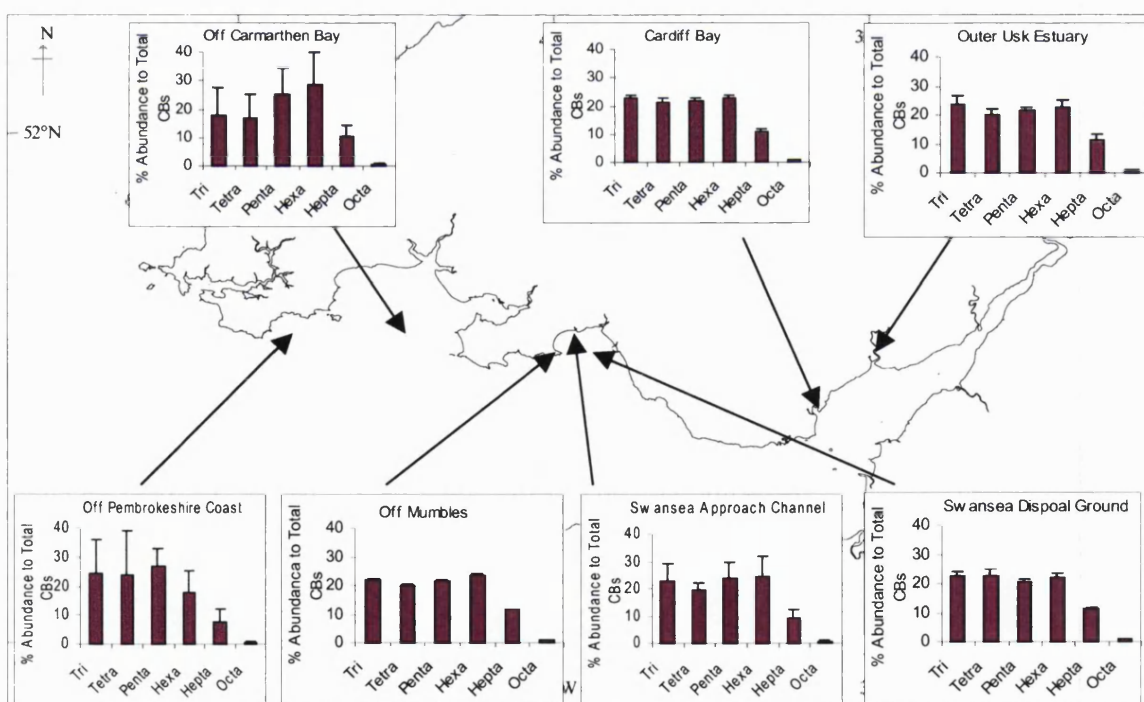 N
52°N
Off Carmarthen Bay
% Abundance to Total
CBs
40
30
20
10
0
Tri
Tetra
Penta
Hexa
Hepta
Octa
Cardiff Bay
% Abundance to Total
CBs
40
30
20
10
0
Tri
Tetra
Penta
Hexa
Hepta
Octa
3
Outer Usk Estuary
% Abundance to Total
CBs
40
30
20
10
0
Tri
Tetra
Penta
Hexa
Hepta
Octa
Off Pembrokeshire Coast
% Abundance to Total
CBs
40
30
20
10
0
Tri
Tetra
Penta
Hexa
Hepta
Octa
Off Mumbles
% Abundanca to Total
CBs
40
30
20
10
0
Tri
Tetra
Penta
Hexa
Hepta
Octa
W
Swansea Approach Channel
% Abundance to Total
CBs
40
30
20
10
0
Tri
Tetra
Penta
Hexa
Hepta
Octa
Swansea Dispoal Ground
% Abundance to Total
CBs
40
30
20
10
0
Tri
Tetra
Penta
Hexa
Hepta
Octa